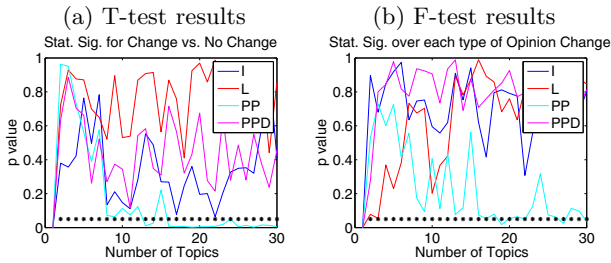 (a) T-test results
Stat. Sig. for Change vs. No Change
1
0.8
0.6
0.4
0.2
0
p value
I
L
PP
PPD
0 10 20 30
Number of Topics
(b) F-test results
Stat. Sig. over each type of Opinion Change
1
0.8
0.6
0.4
0.2
0
p value
I
L
PP
PPD
0 10 20 30
Number of Topics